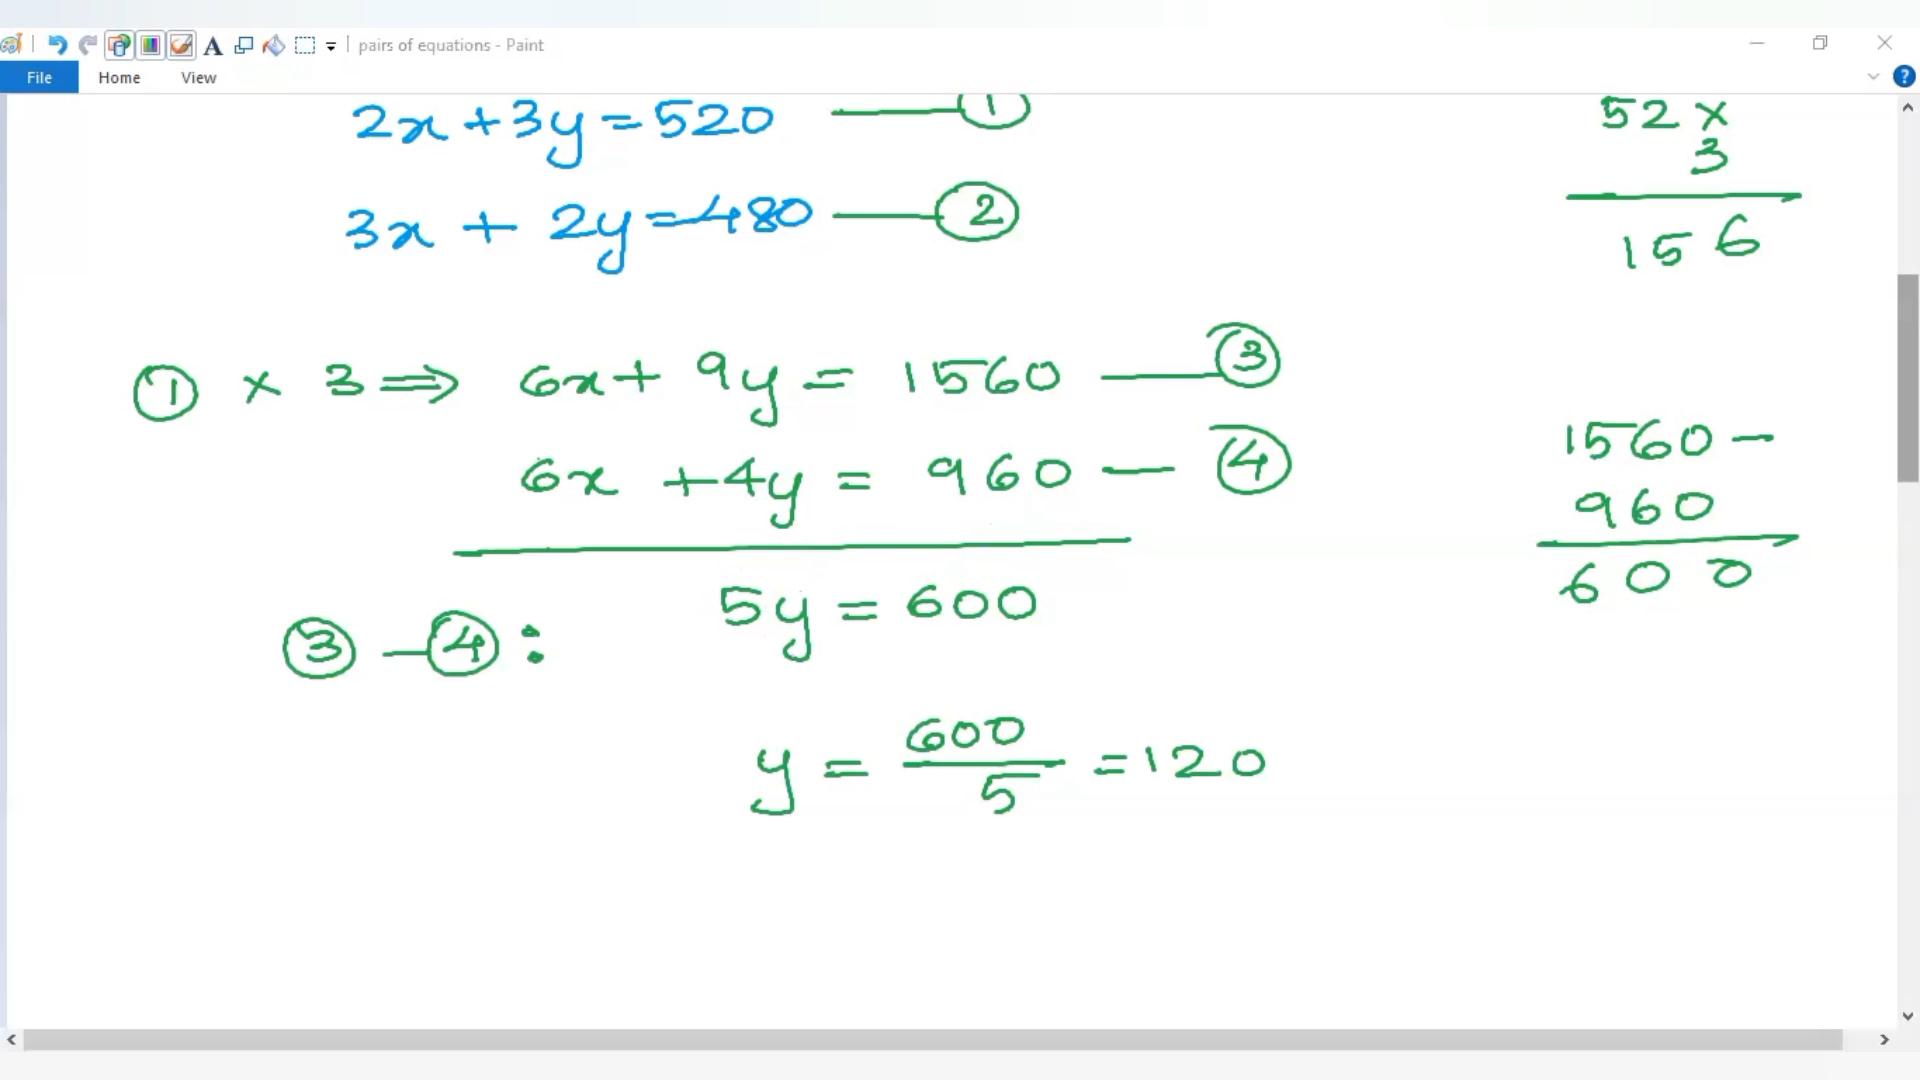 pairs of equations - Paint
File Home View
2x + 3y = 520 —— ①
3x + 2y = 480 —— ②
52 ×
3
156
① × 3 ⇒ 6x + 9y = 1560 —— ③
6x + 4y = 960 — ④
1560 -
960
600
5y = 600
③ - ④ :
y = 600/5 = 120